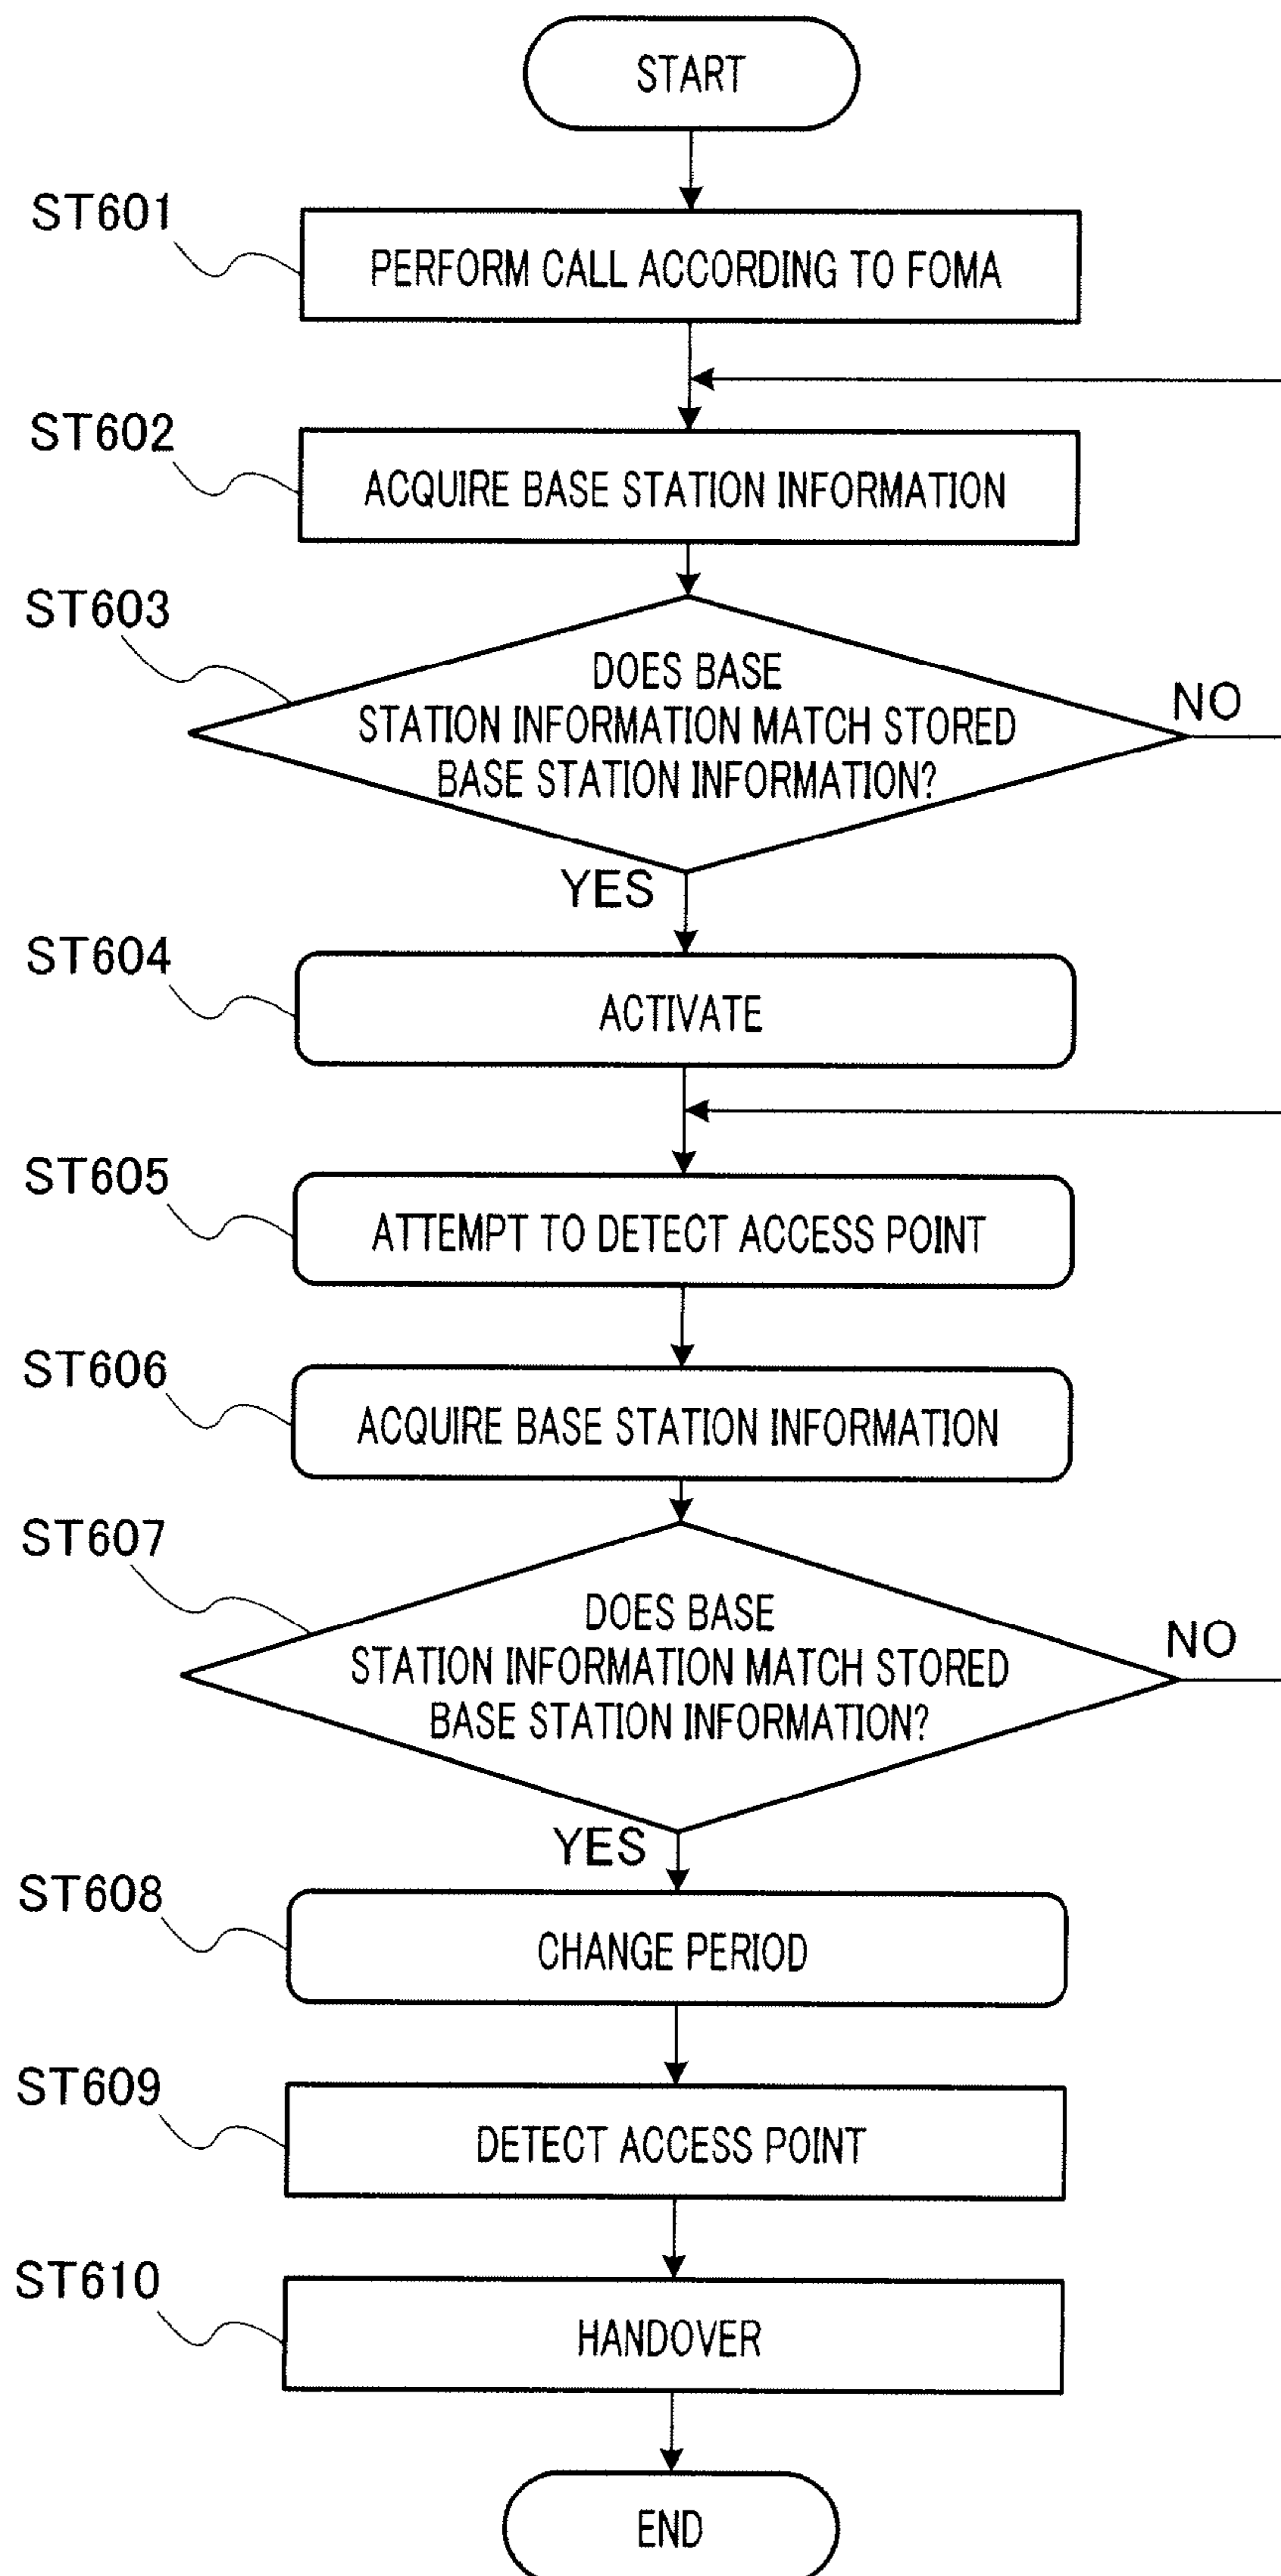 START
ST601
PERFORM CALL ACCORDING TO FOMA
ST602
ACQUIRE BASE STATION INFORMATION
ST603
DOES BASE
STATION INFORMATION MATCH STORED
BASE STATION INFORMATION?
NO
YES
ST604
ACTIVATE
ST605
ATTEMPT TO DETECT ACCESS POINT
ST606
ACQUIRE BASE STATION INFORMATION
ST607
DOES BASE
STATION INFORMATION MATCH STORED
BASE STATION INFORMATION?
NO
YES
ST608
CHANGE PERIOD
ST609
DETECT ACCESS POINT
ST610
HANDOVER
END